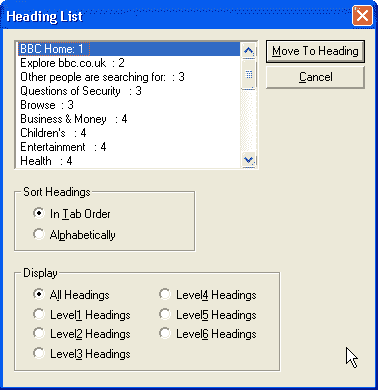 Heading List
BBC Home: 1
Explore bbc.co.uk : 2
Other people are searching for: : 3
Questions of Security : 3
Browse : 3
Business & Money : 4
Children's : 4
Entertainment : 4
Health : 4
Move To Heading
Cancel
Sort Headings
In Tab Order
Alphabetically
Display
All Headings
Level1 Headings
Level2 Headings
Level3 Headings
Level4 Headings
Level5 Headings
Level6 Headings